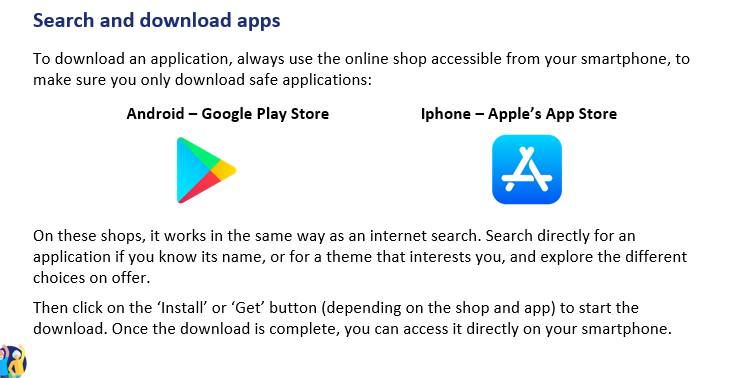 Search and download apps
To download an application, always use the online shop accessible from your smartphone, to
make sure you only download safe applications:
Android – Google Play Store
Iphone – Apple’s App Store
On these shops, it works in the same way as an internet search. Search directly for an
application if you know its name, or for a theme that interests you, and explore the different
choices on offer.
Then click on the ‘Install’ or ‘Get’ button (depending on the shop and app) to start the
download. Once the download is complete, you can access it directly on your smartphone.